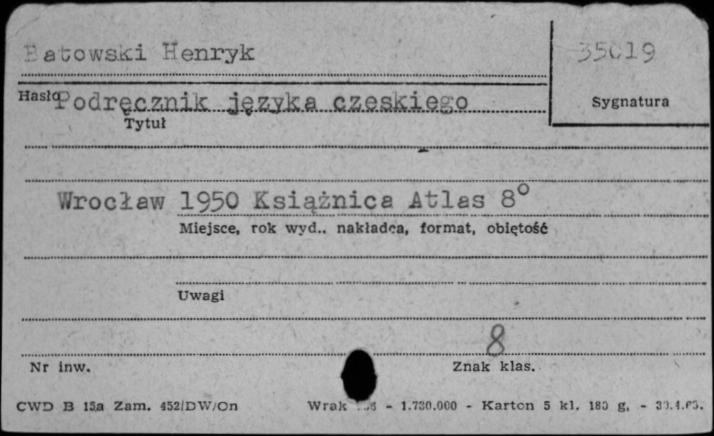 Batowski Henryk
35019
Hasło
Podręcznik języka czeskiego
Sygnatura
Tytuł
Wrocław 1950 Książnica Atlas 8°
Miejsce, rok wyd., nakładca, format, objętość
Uwagi
8
Nr inw.
Znak klas.
CWD B 15a Zam. 452/DW/On
Wrak - 1.730.000 - Karton 5 kl. 180 g. -